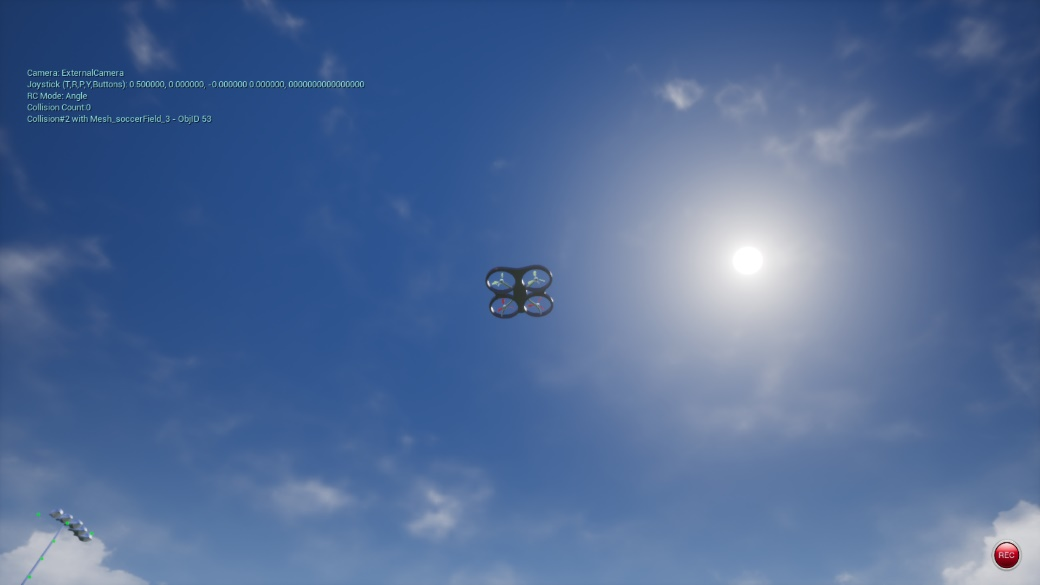 Camera: ExternalCamera
Joystick (T,R,P,Y,Buttons): 0.500000, 0.000000, -0.000000 0.000000, 0000000000000000
RC Mode: Angle
Collision Count:0
Collision#2 with Mesh_soccerField_3 - ObjID 53
REC